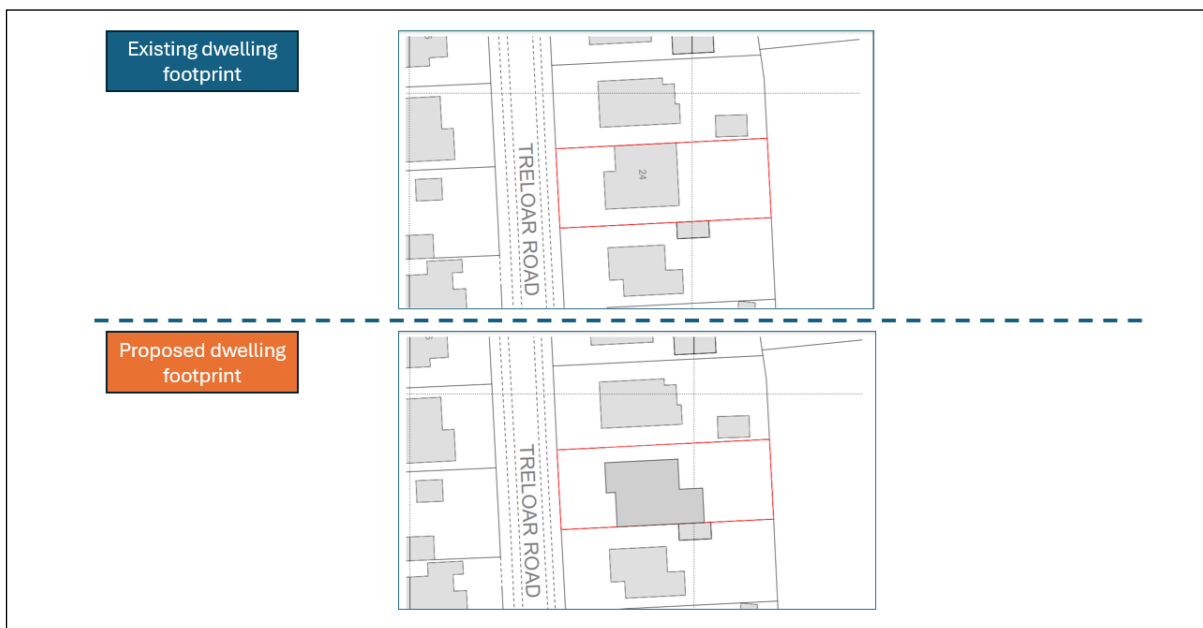 Existing dwelling
footprint
TRELOAR ROAD
24
Proposed dwelling
footprint
TRELOAR ROAD